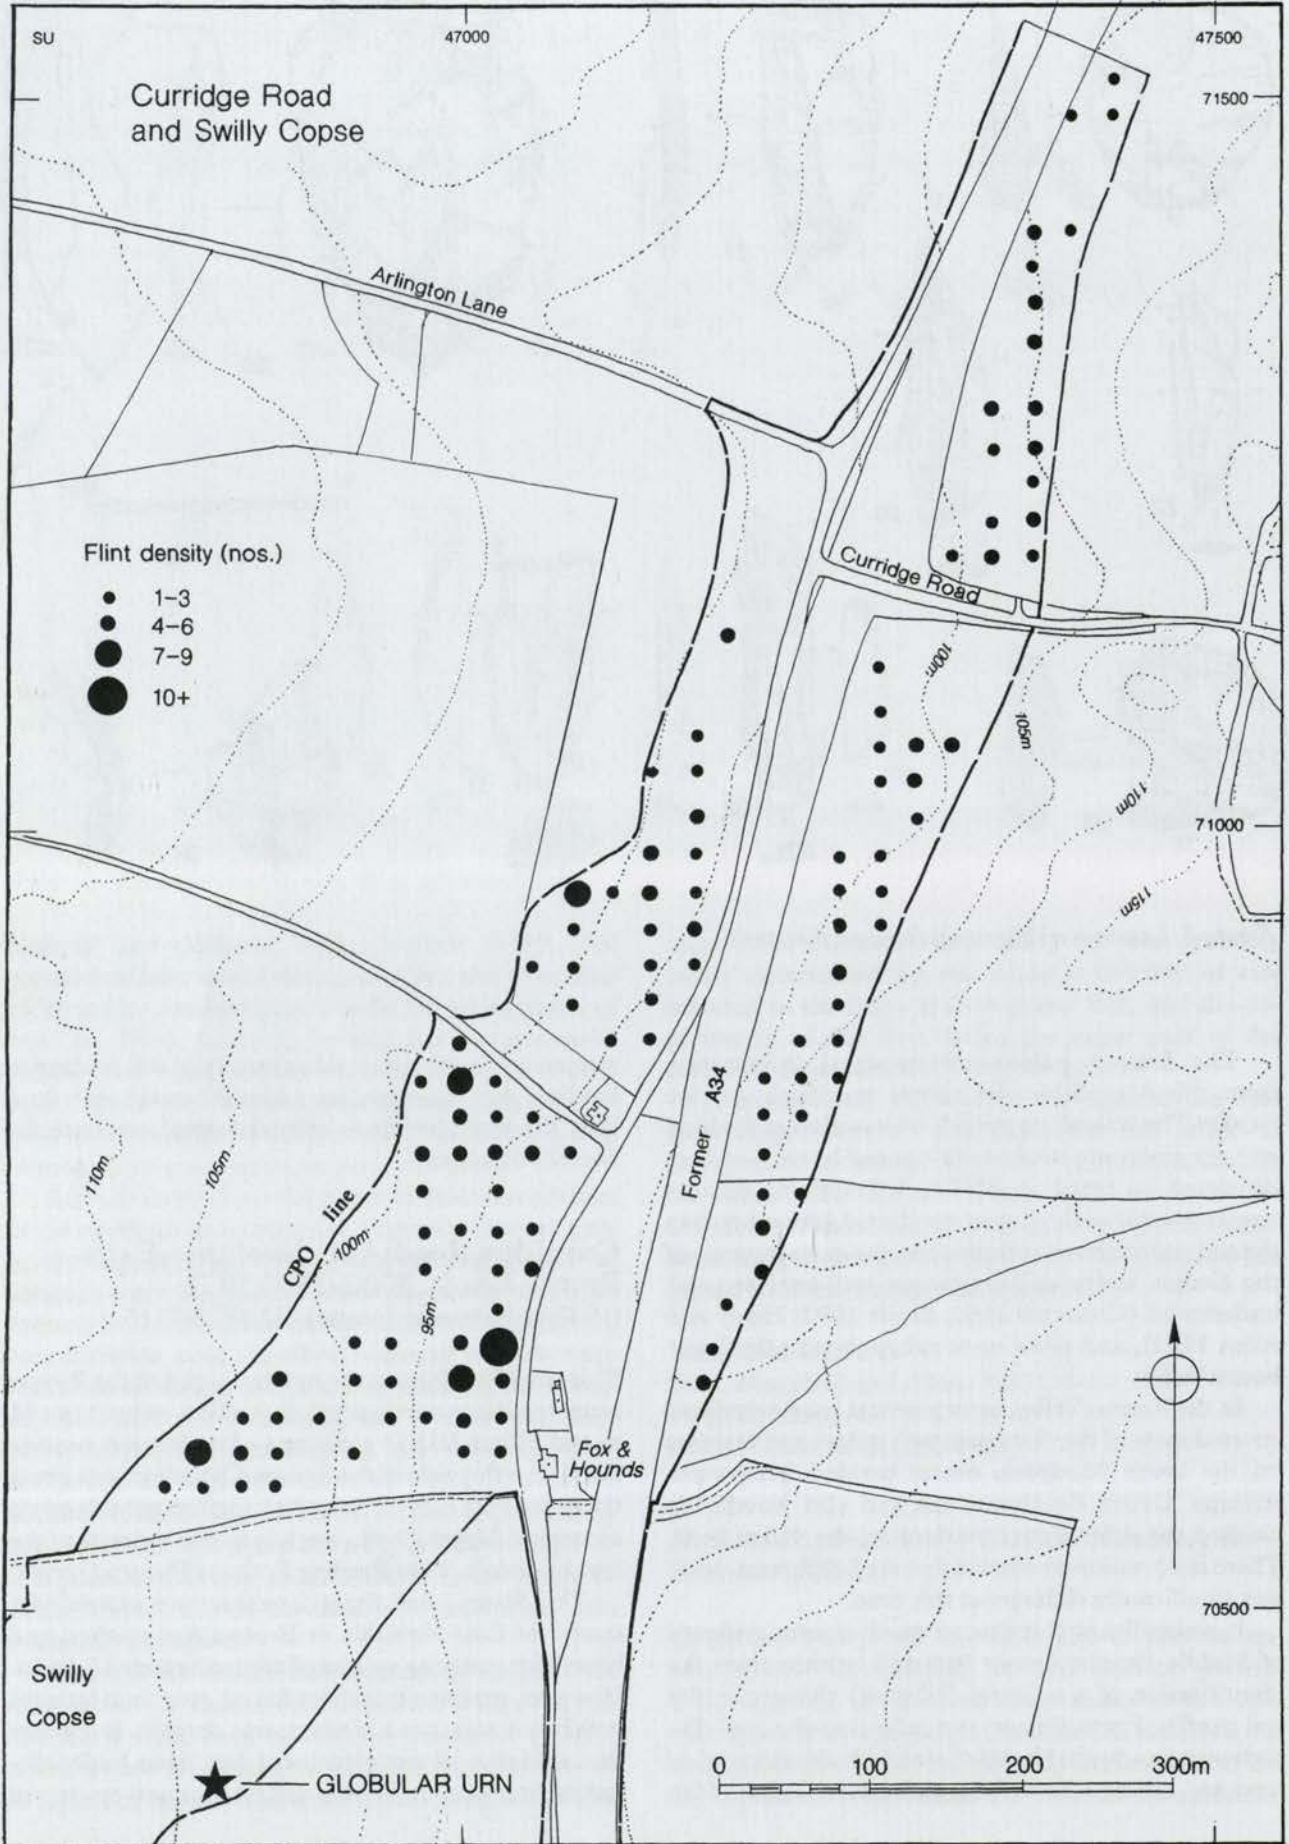 SU
47000
47500
71500
Currridge Road
and Swilly Copse
Arlington Lane
Flint density (nos.)
1-3
4-6
7-9
10+
Curridge Road
100m
105m
110m
115m
71000
Former A34
110m
105m
CPO line
100m
95m
Fox &
Hounds
70500
Swilly
Copse
GLOBULAR URN
0 100 200 300m